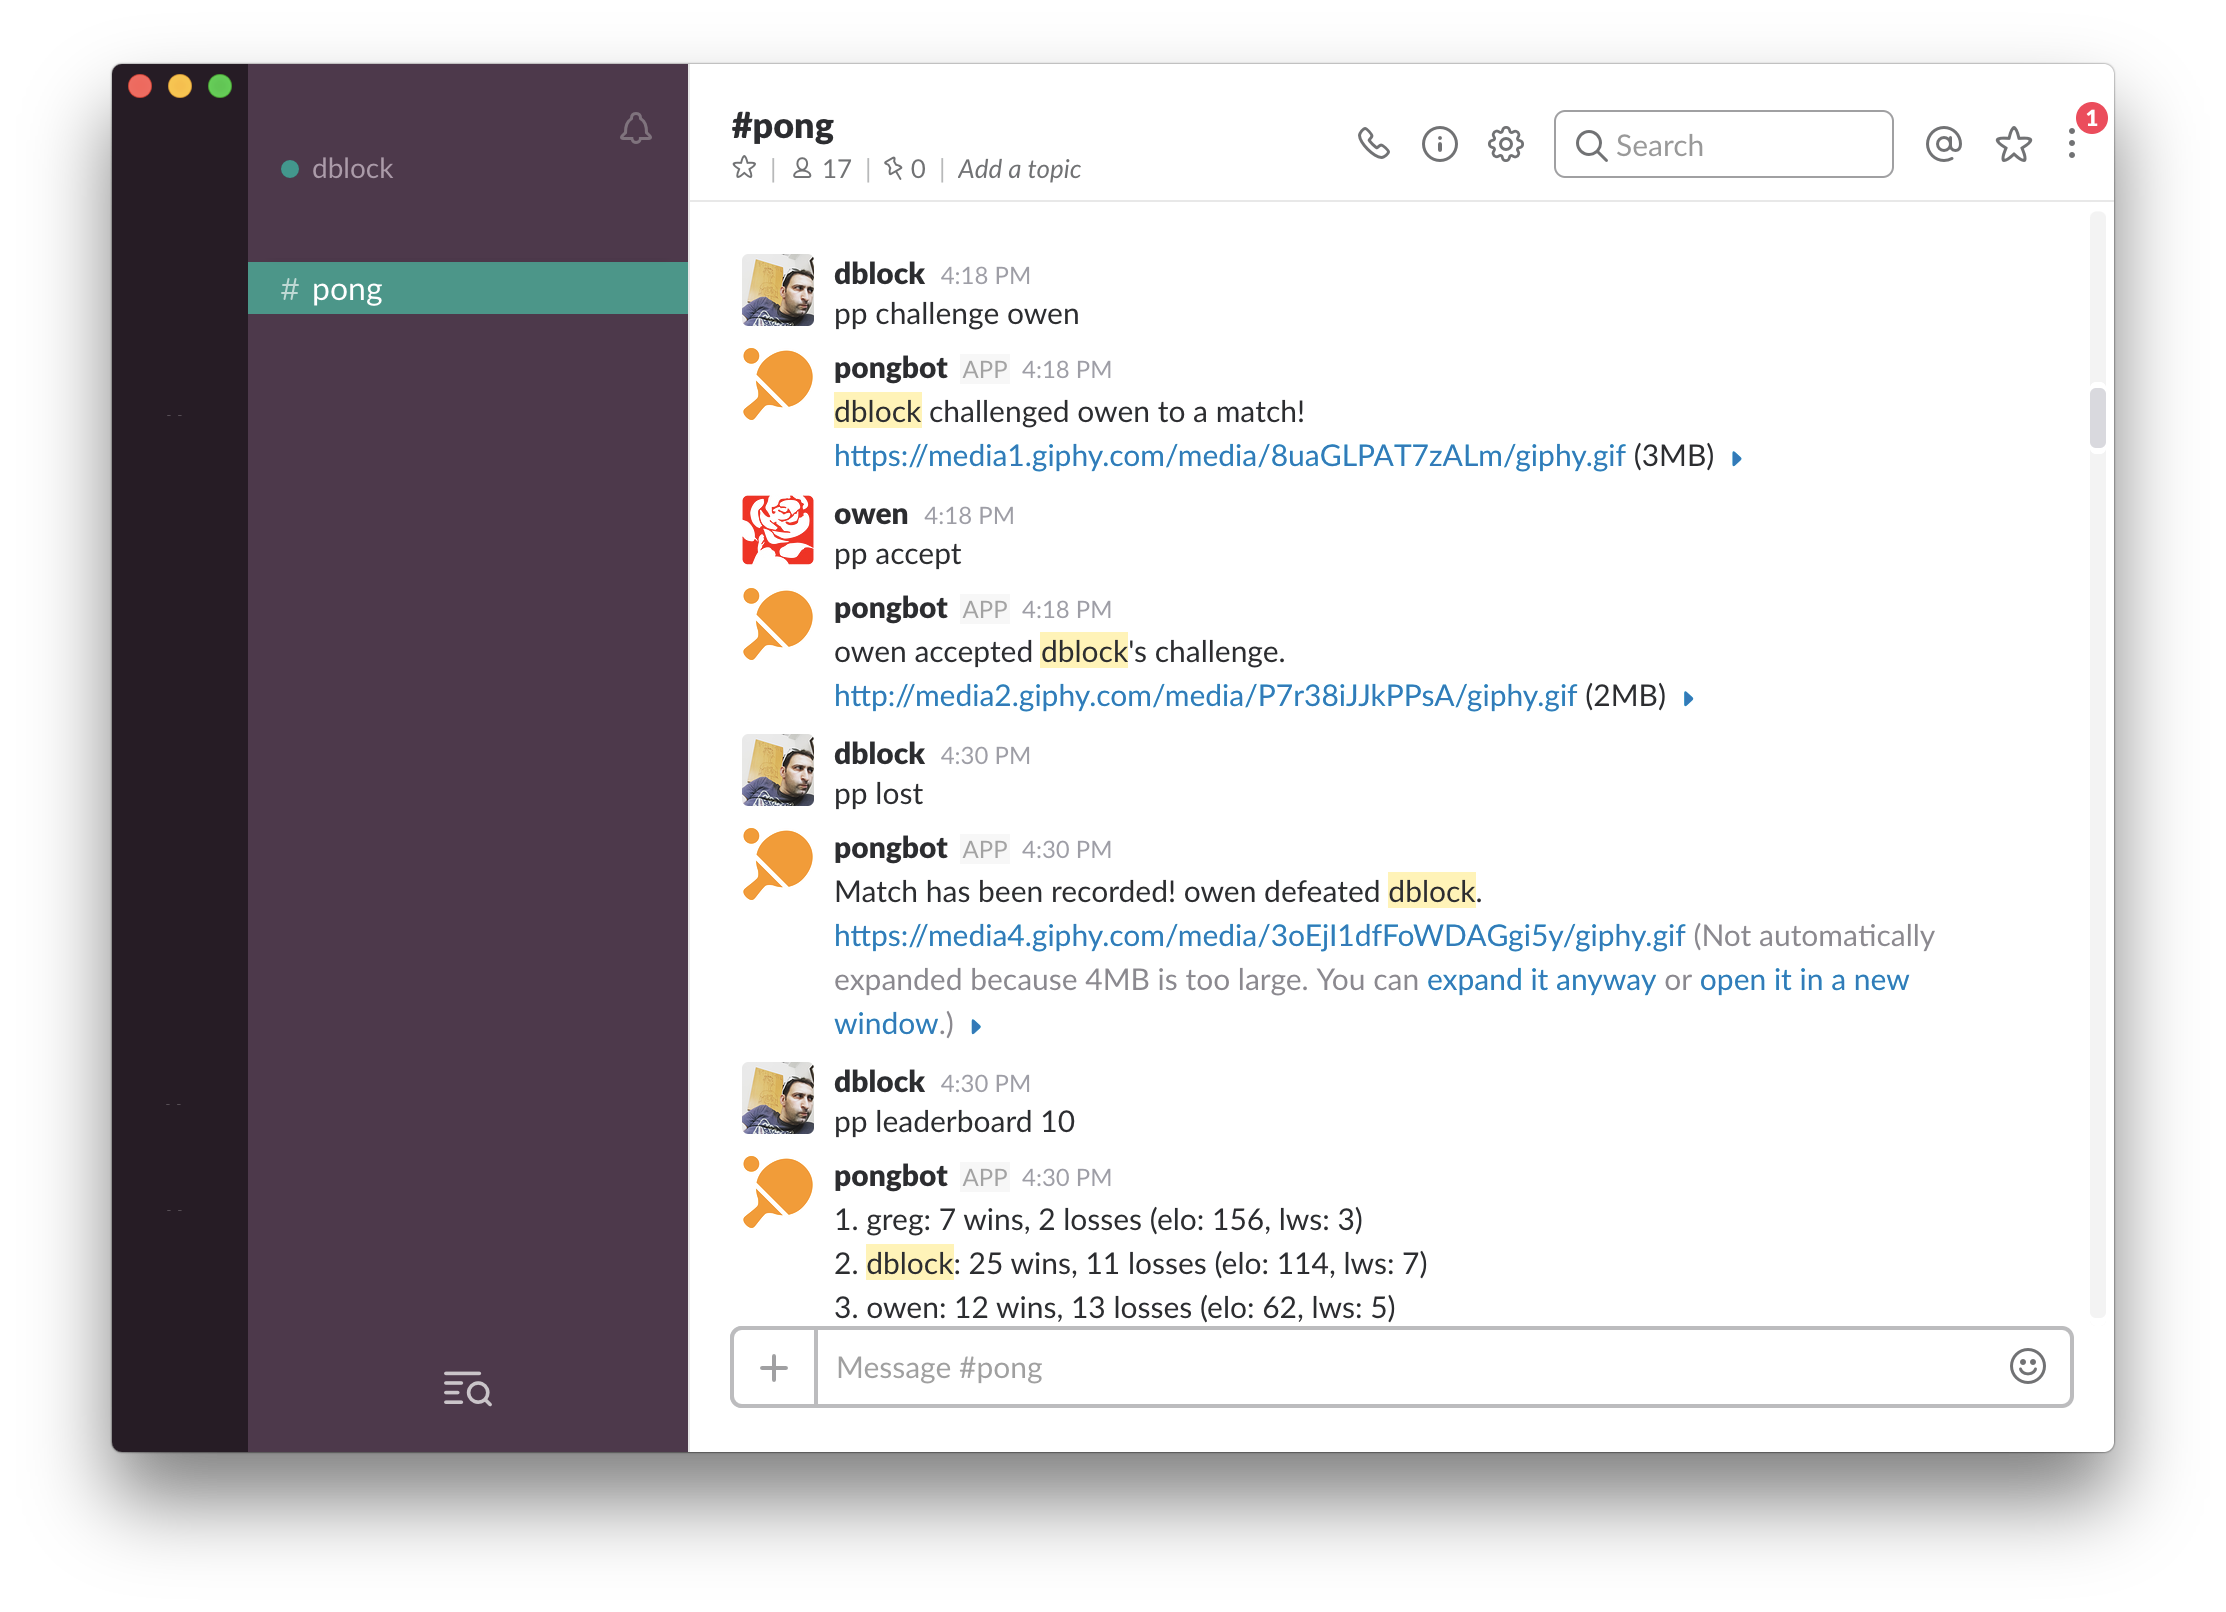 dblock
# pong
#pong
17 | 0 | Add a topic
Search
1
dblock 4:18 PM
pp challenge owen
pongbot APP 4:18 PM
dblock challenged owen to a match!
https://media1.giphy.com/media/8uaGLPAT7zALm/giphy.gif (3MB)
owen 4:18 PM
pp accept
pongbot APP 4:18 PM
owen accepted dblock's challenge.
http://media2.giphy.com/media/P7r38iJJkPPsA/giphy.gif (2MB)
dblock 4:30 PM
pp lost
pongbot APP 4:30 PM
Match has been recorded! owen defeated dblock.
https://media4.giphy.com/media/3oEjI1dfFoWDAGgi5y/giphy.gif (Not automatically
expanded because 4MB is too large. You can expand it anyway or open it in a new
window.)
dblock 4:30 PM
pp leaderboard 10
pongbot APP 4:30 PM
1. greg: 7 wins, 2 losses (elo: 156, lws: 3)
2. dblock: 25 wins, 11 losses (elo: 114, lws: 7)
3. owen: 12 wins, 13 losses (elo: 62, lws: 5)
Message #pong